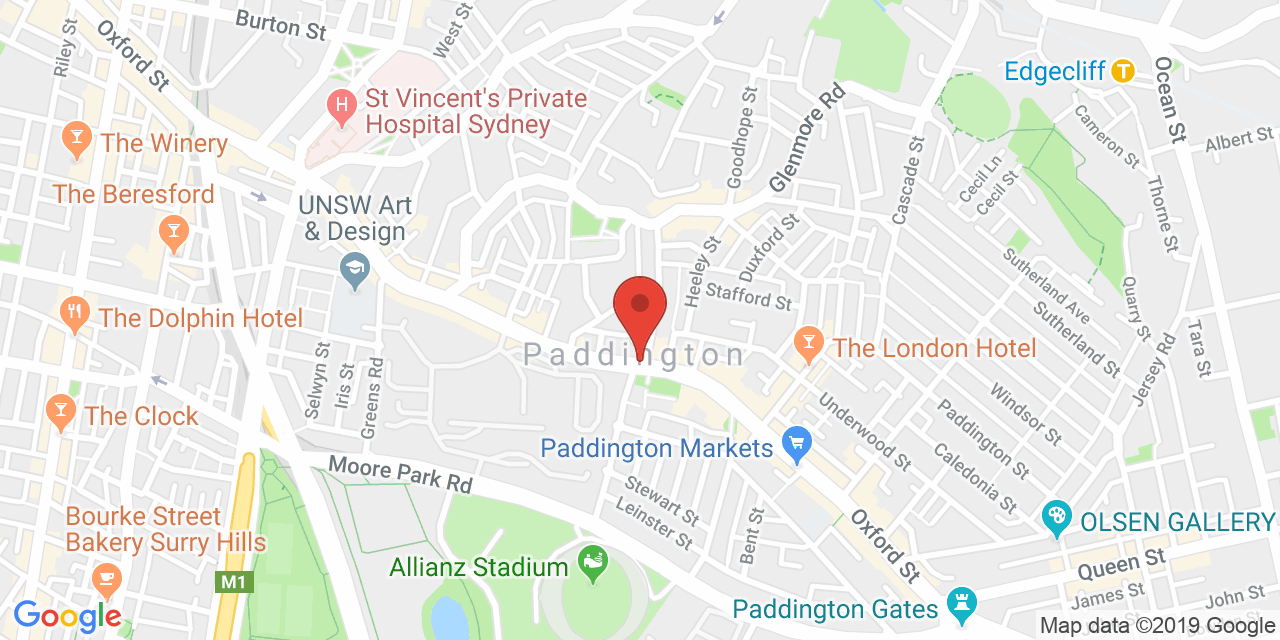 Burton St
West St
Riley St
Oxford St
Edgecliff
T
Ocean St
H
St Vincent's Private
Hospital Sydney
Glenmore Rd
Goodhope St
Cascade St
Cameron St
Albert St
The Winery
Cecil Ln
Cecil St
Thorne St
The Beresford
UNSW Art
& Design
Heeley St
Duxford St
Stafford St
Sutherland Ave
Sutherland St
Quarry St
Tara St
Jersey Rd
The Dolphin Hotel
Paddington
The London Hotel
Selwyn St
Iris St
Greens Rd
Windsor St
Paddington St
Caledonia St
Underwood St
The Clock
Paddington Markets
Moore Park Rd
Stewart St
Leinster St
Bent St
Oxford St
Bourke Street
Bakery Surry Hills
OLSEN GALLERY
Queen St
Allianz Stadium
M1
Paddington Gates
James St
John St
Google
Map data ©2019 Google